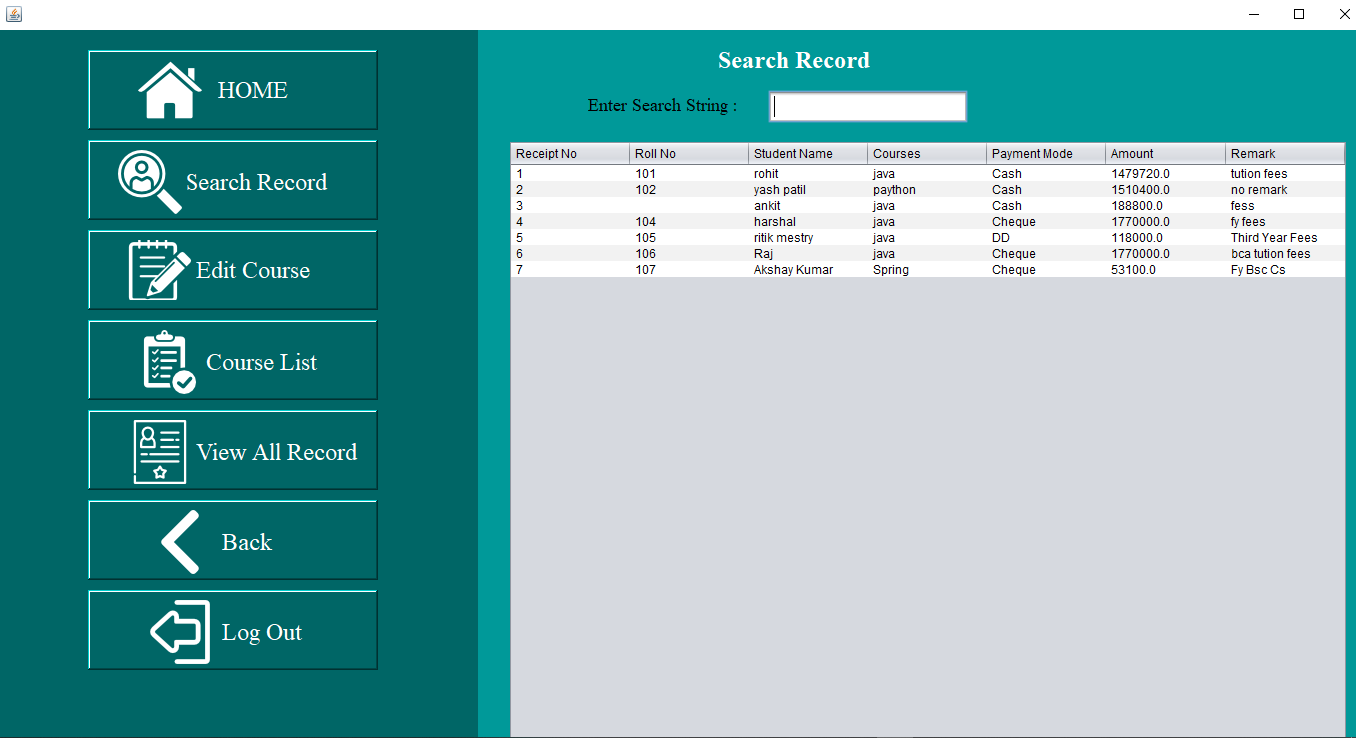 HOME
Search Record
Edit Course
Course List
View All Record
Back
Log Out
Search Record
Enter Search String :
Receipt No Roll No Student Name Courses Payment Mode Amount Remark
1 101 rohit java Cash 1479720.0 tution fees
2 102 yash patil paython Cash 1510400.0 no remark
3 ankit java Cash 188800.0 fess
4 104 harshal java Cheque 1770000.0 fy fees
5 105 ritik mestry java DD 118000.0 Third Year Fees
6 106 Raj java Cheque 1770000.0 bca tution fees
7 107 Akshay Kumar Spring Cheque 53100.0 Fy Bsc Cs